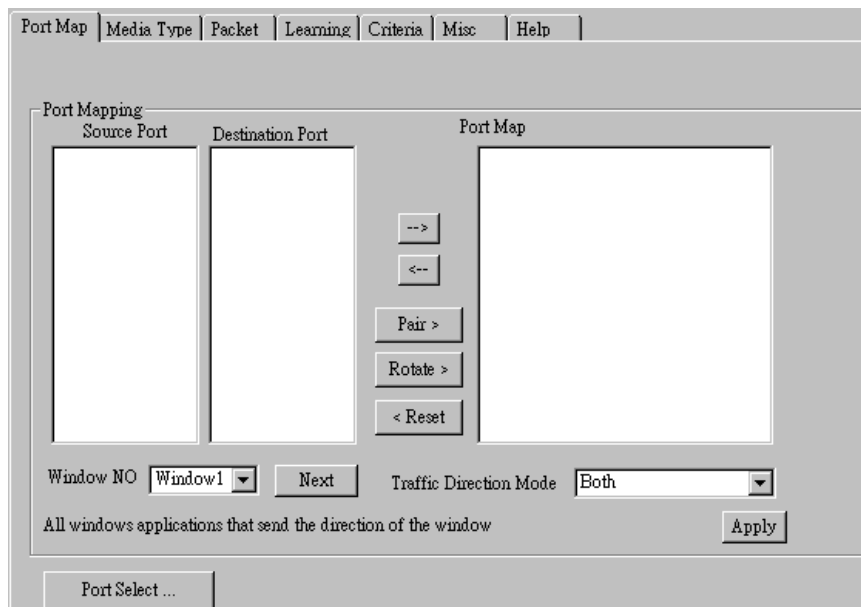 Port Map Media Type Packet Learning Criteria Misc Help
Port Mapping
Source Port Destination Port Port Map
-->
<--
Pair >
Rotate >
< Reset
Window NO Window1 Next Traffic Direction Mode Both
All windows applications that send the direction of the window Apply
Port Select ...